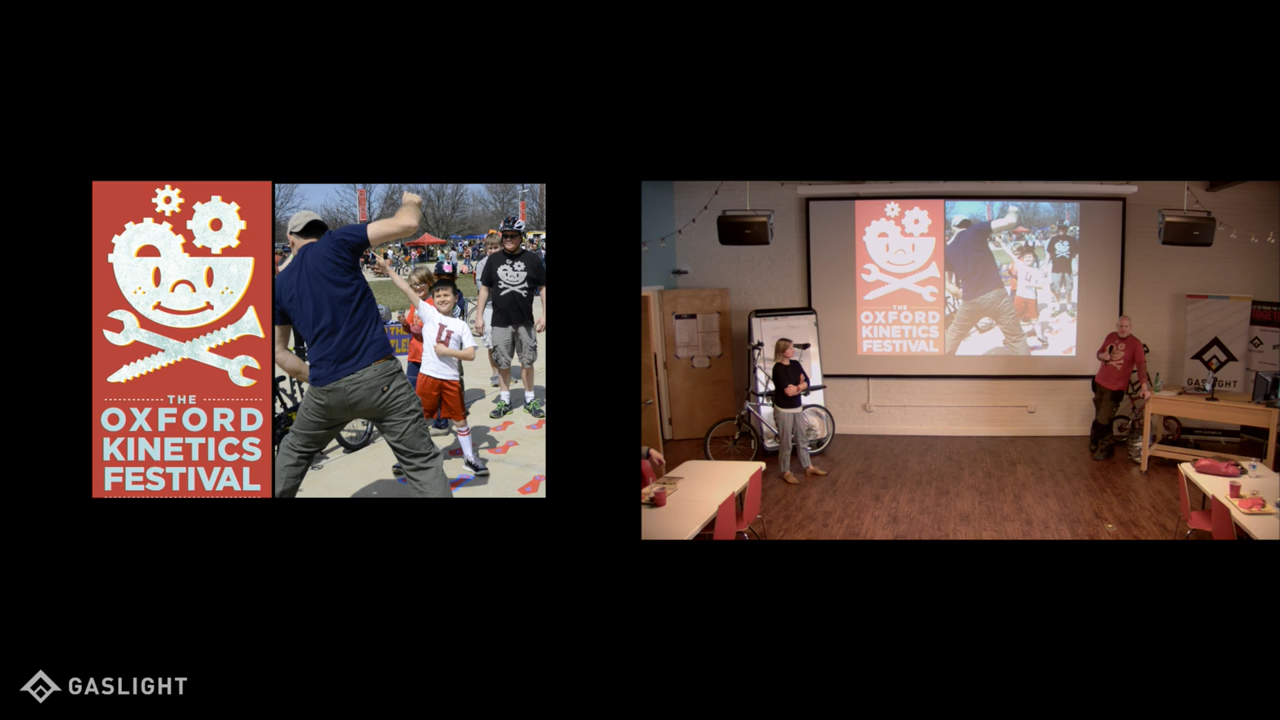 THE
OXFORD
KINETICS
FESTIVAL
U
THE
OXFORD
KINETICS
FESTIVAL
GASLIGHT
GASLIGHT